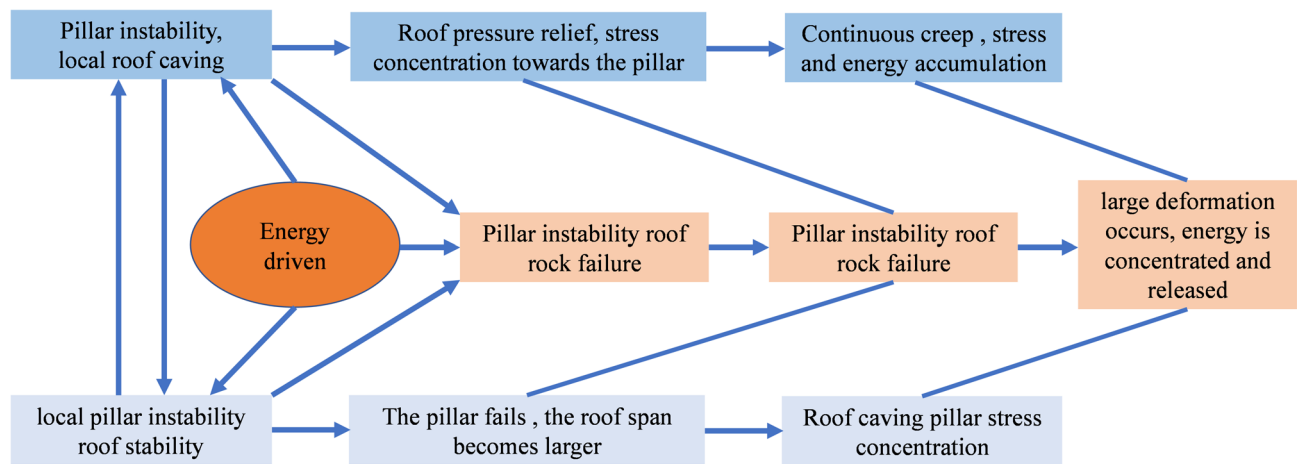 Pillar instability,
local roof caving
Roof pressure relief, stress
concentration towards the pillar
Continuous creep , stress
and energy accumulation
Energy
driven
Pillar instability roof
rock failure
Pillar instability roof
rock failure
large deformation
occurs, energy is
concentrated and
released
local pillar instability
roof stability
The pillar fails , the roof span
becomes larger
Roof caving pillar stress
concentration